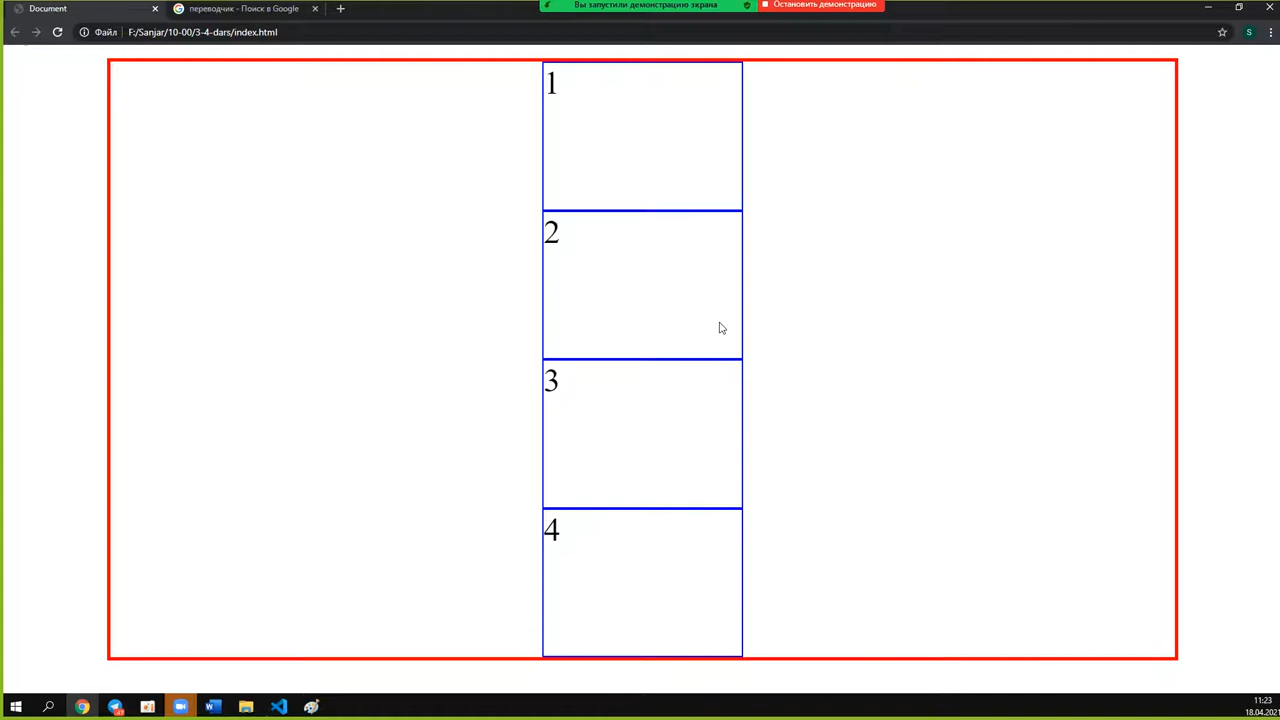 Document
переводчик - Поиск в Google
Вы запустили демонстрацию экрана
Остановить демонстрацию
Файл
F:/Sanjar/10-00/3-4-dars/index.html
S
1
2
3
4
11:23
18.04.2021